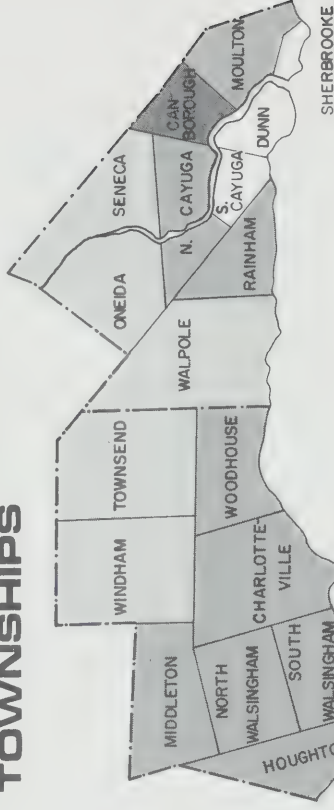 TOWNSHIPS
SENECA
CAN-
BOROUGH
MOULTON
SHERBROOKE
ONEIDA
N. CAYUGA
S.
CAYUGA
DUNN
RAINHAM
WALPOLE
TOWNSEND
WINDHAM
WOODHOUSE
CHARLOTTE-
VILLE
MIDDLETON
NORTH
WALSINGHAM
SOUTH
WALSINGHAM
HOUGHTO